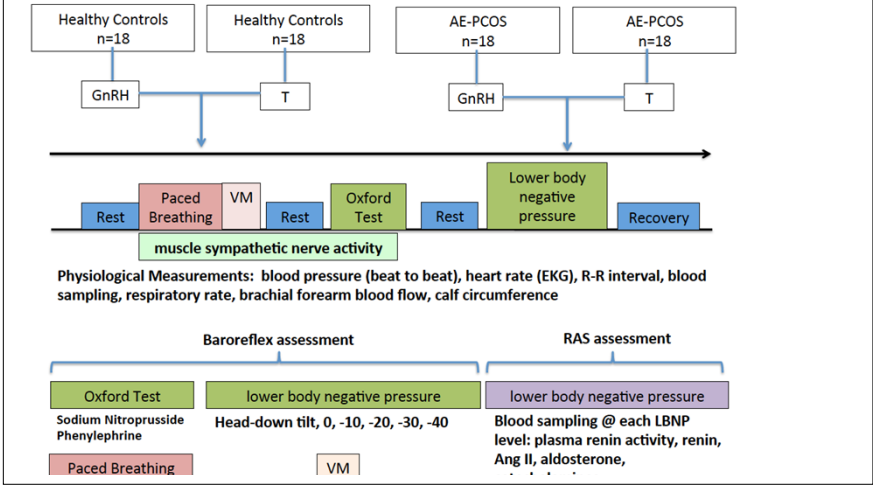 Healthy Controls
n=18
Healthy Controls
n=18
AE-PCOS
n=18
AE-PCOS
n=18
GnRH
T
GnRH
T
Rest
Paced
Breathing
VM
Rest
Oxford
Test
Rest
Lower body
negative
pressure
Recovery
muscle sympathetic nerve activity
Physiological Measurements: blood pressure (beat to beat), heart rate (EKG), R-R interval, blood
sampling, respiratory rate, brachial forearm blood flow, calf circumference
Baroreflex assessment
RAS assessment
Oxford Test
lower body negative pressure
lower body negative pressure
Sodium Nitroprusside
Phenylephrine
Head-down tilt, 0, -10, -20, -30, -40
Blood sampling @ each LBNP
level: plasma renin activity, renin,
Ang II, aldosterone,
Paced Breathing
VM